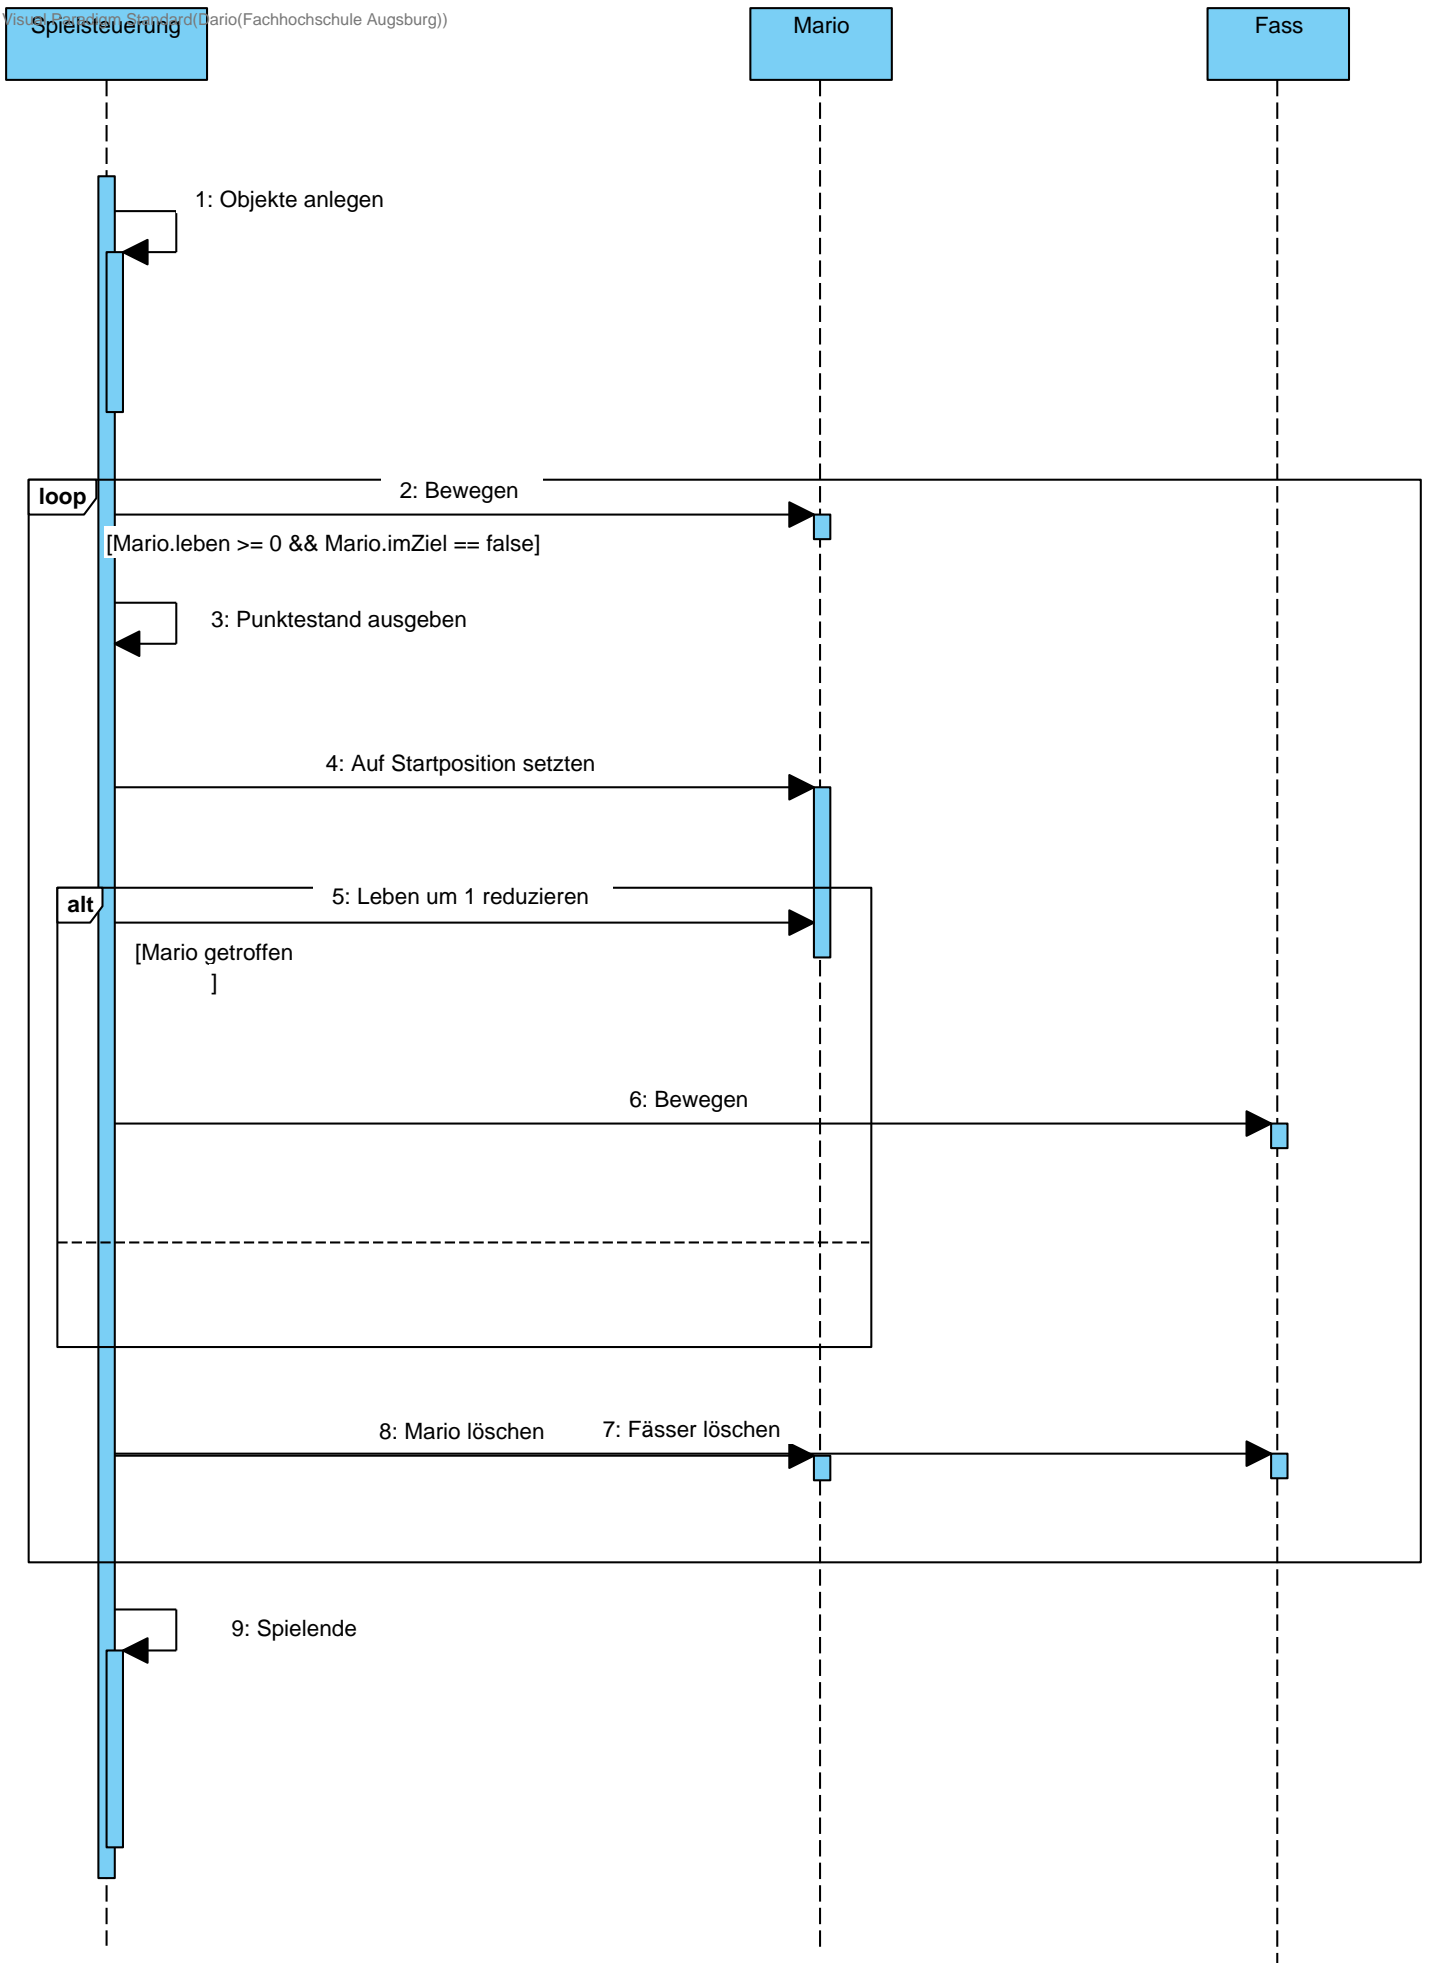 Visual Paradigm Standard(Dario(Fachhochschule Augsburg))
Spielsteuerung
Mario
Fass
1: Objekte anlegen
loop
2: Bewegen
[Mario.leben >= 0 && Mario.imZiel == false]
3: Punktestand ausgeben
4: Auf Startposition setzten
alt
5: Leben um 1 reduzieren
[Mario getroffen
]
6: Bewegen
8: Mario löschen
7: Fässer löschen
9: Spielende